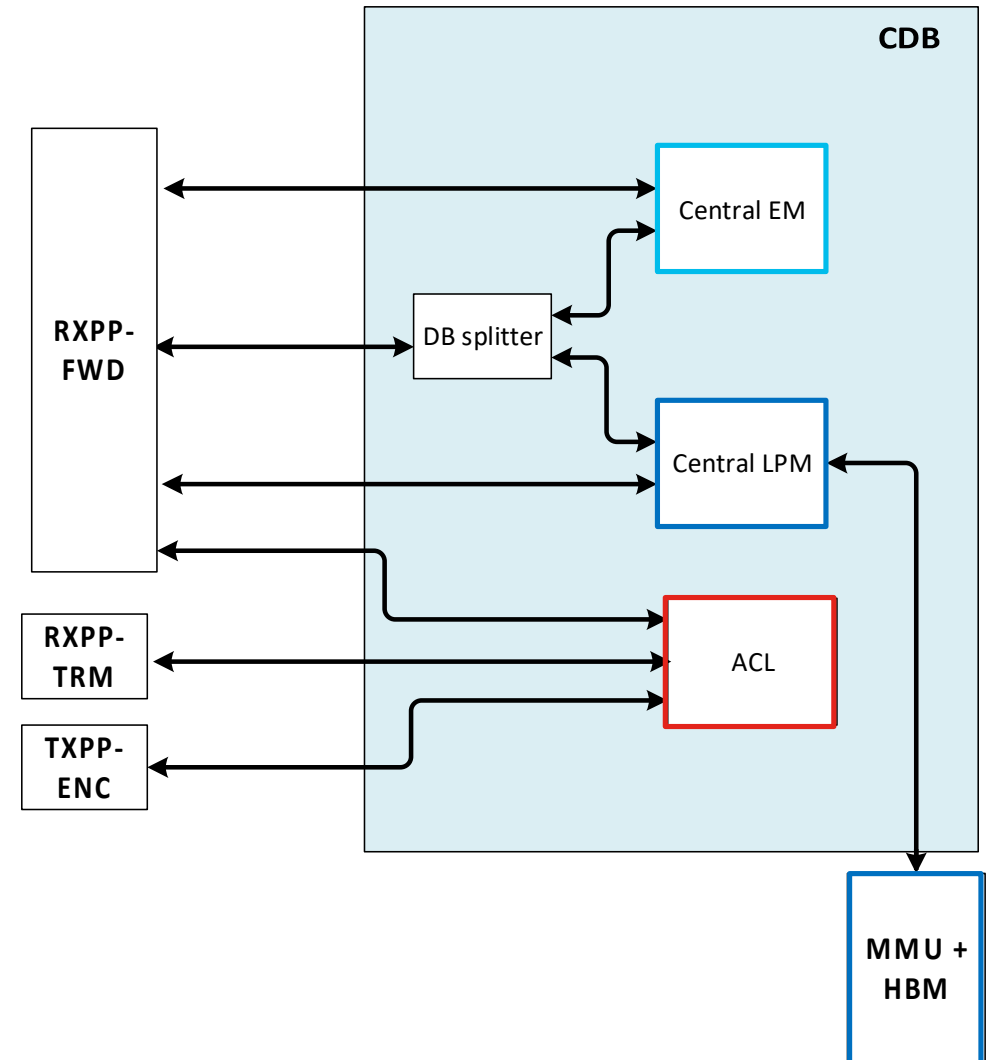 CDB
Central EM
DB splitter
RXPP-
FWD
Central LPM
RXPP-
TRM
ACL
TXPP-
ENC
MMU +
HBM